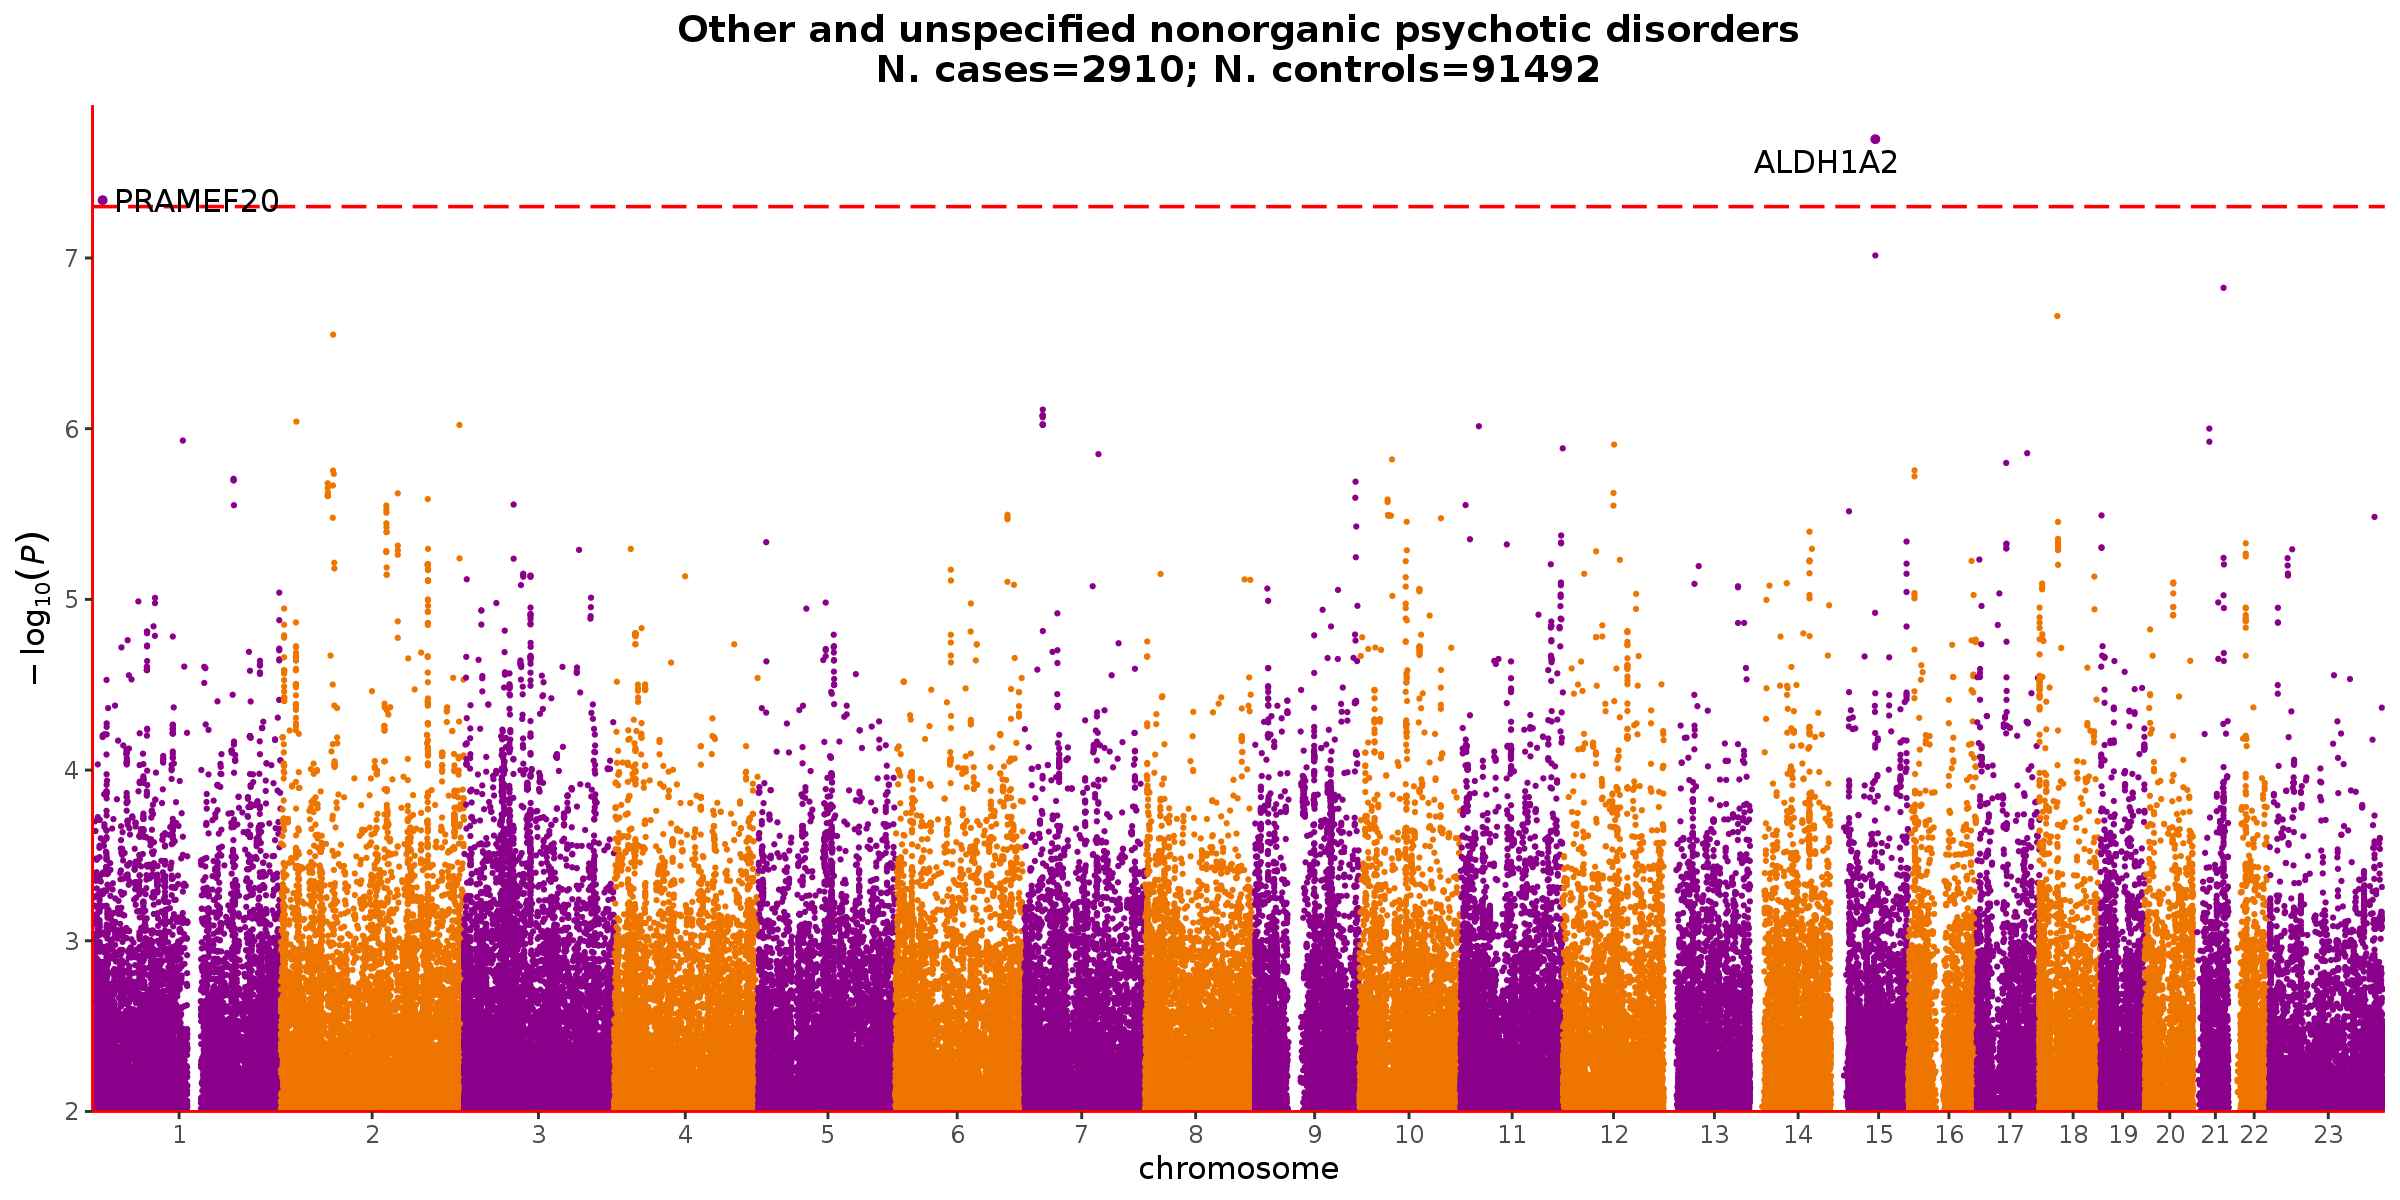 Other and unspecified nonorganic psychotic disorders
N. cases=2910; N. controls=91492
ALDH1A2
PRAMEF20
7
6
5
4
3
2
− log₁₀(P)
1 2 3 4 5 6 7 8 9 10 11 12 13 14 15 16 17 18 19 20 21 22 23
chromosome